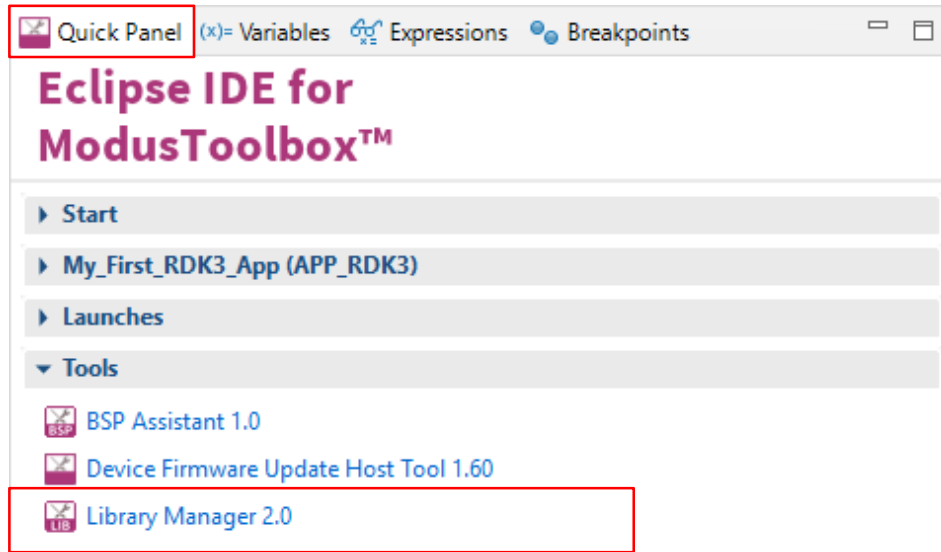 Quick Panel (x)= Variables Expressions Breakpoints
Eclipse IDE for
ModusToolbox™
Start
My_First_RDK3_App (APP_RDK3)
Launches
Tools
BSP BSP Assistant 1.0
Device Firmware Update Host Tool 1.60
LIB Library Manager 2.0